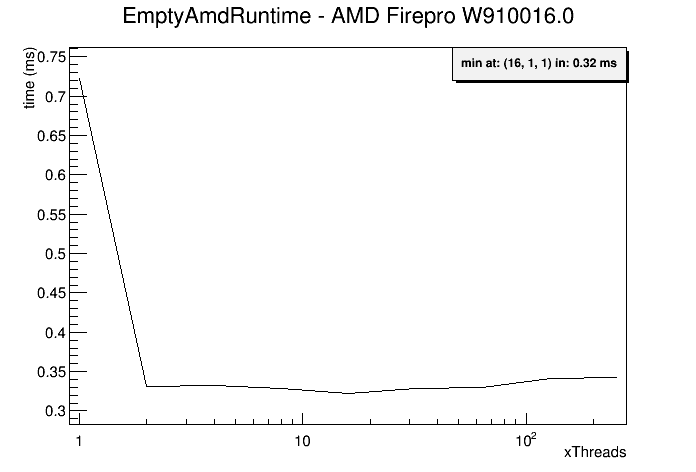 EmptyAmdRuntime - AMD Firepro W910016.0
time (ms)
min at: (16, 1, 1) in: 0.32 ms
0.75
0.7
0.65
0.6
0.55
0.5
0.45
0.4
0.35
0.3
1 10 10²
xThreads